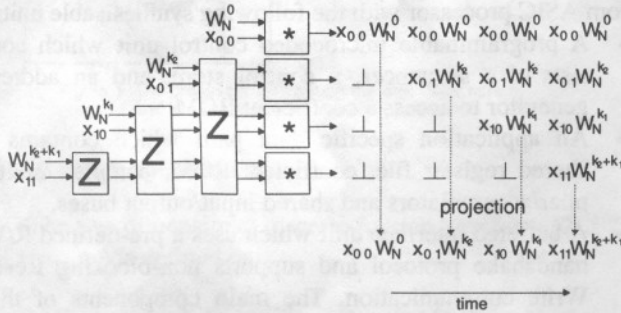 W_N^0
x_00 * x_00 W_N^0 x_00 W_N^0 x_00 W_N^0 x_00 W_N^0
W_N^k2
x_01 * x_01 W_N^k2 x_01 W_N^k2 x_01 W_N^k2
W_N^k1
x_10 Z * x_10 W_N^k1 x_10 W_N^k1
W_N^k2+k1
x_11 Z Z * x_11 W_N^k2+k1
projection
x_00 W_N^0 x_01 W_N^k2 x_10 W_N^k1 x_11 W_N^k2+k1
time